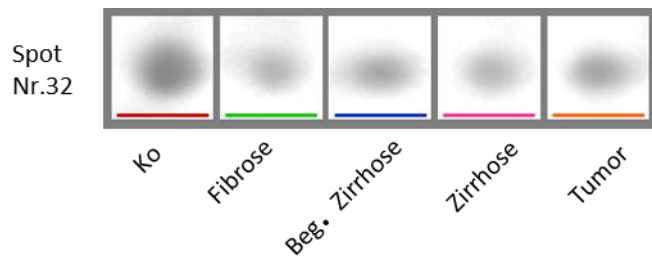 Spot
Nr.32
Ko
Fibrose
Beg. Zirrhose
Zirrhose
Tumor